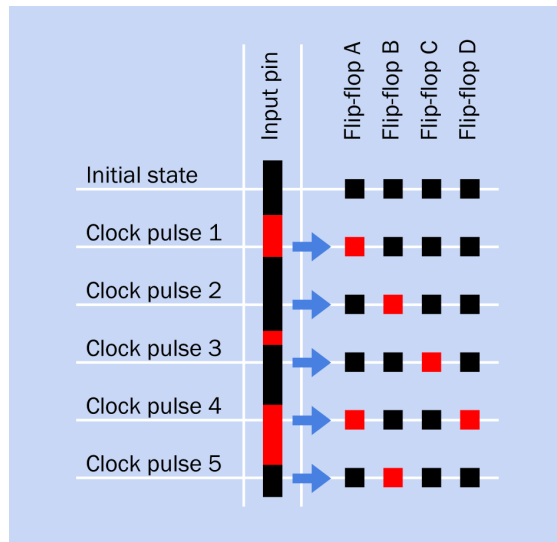 Input pin
Flip-flop A
Flip-flop B
Flip-flop C
Flip-flop D
Initial state
Clock pulse 1
Clock pulse 2
Clock pulse 3
Clock pulse 4
Clock pulse 5